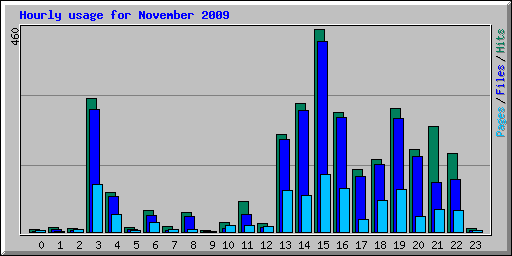 Hourly usage for November 2009
460
Pages / Files / Hits
0 1 2 3 4 5 6 7 8 9 10 11 12 13 14 15 16 17 18 19 20 21 22 23